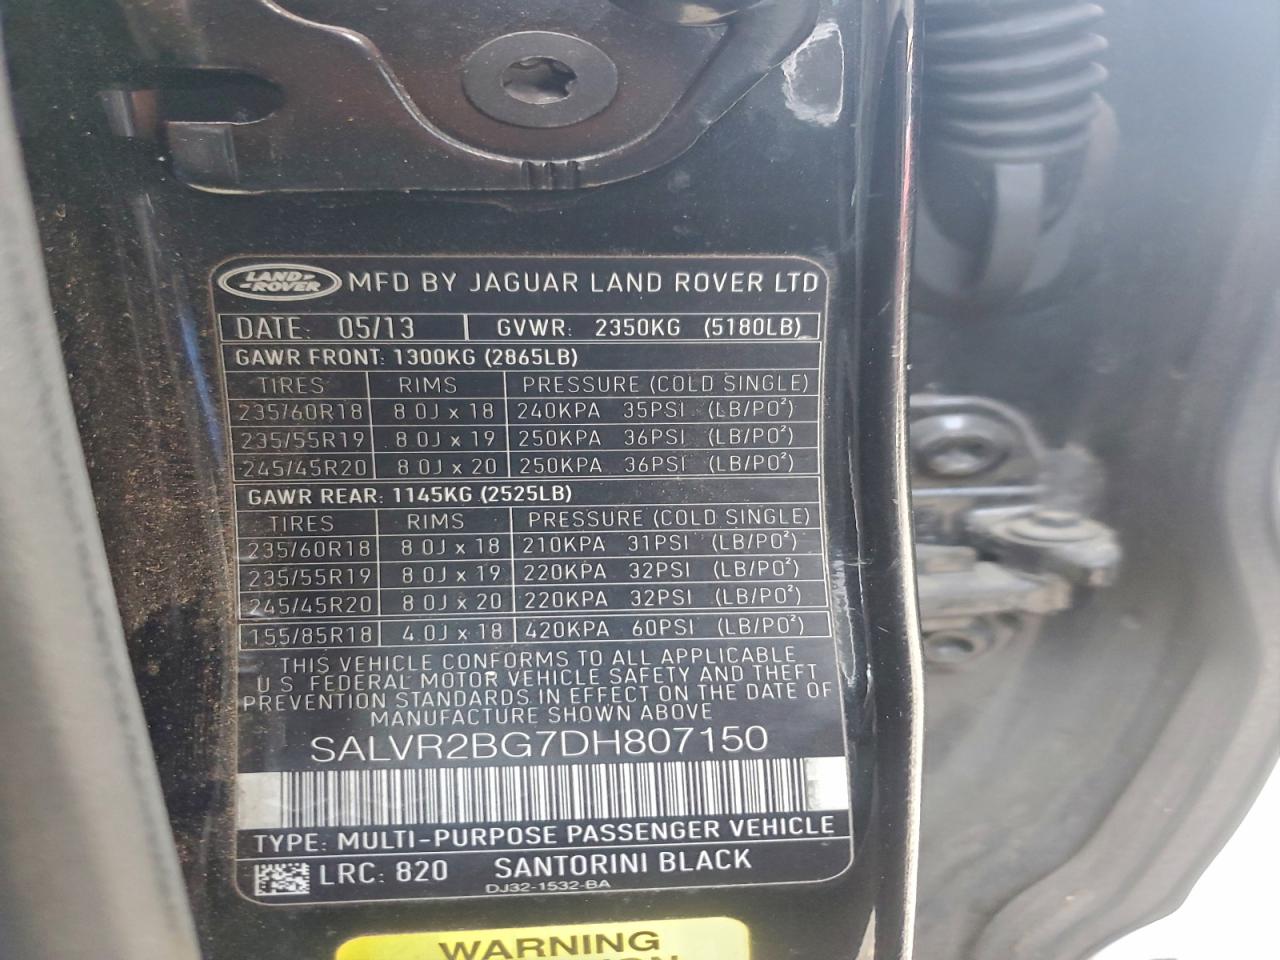 LAND ROVER MFD BY JAGUAR LAND ROVER LTD
DATE: 05/13 GVWR: 2350KG (5180LB)
GAWR FRONT: 1300KG (2865LB)
TIRES RIMS PRESSURE (COLD SINGLE)
235/60R18 8.0J x 18 240KPA 35PSI (LB/PO²)
235/55R19 8.0J x 19 250KPA 36PSI (LB/PO²)
245/45R20 8.0J x 20 250KPA 36PSI (LB/PO²)
GAWR REAR: 1145KG (2525LB)
TIRES RIMS PRESSURE (COLD SINGLE)
235/60R18 8.0J x 18 210KPA 31PSI (LB/PO²)
235/55R19 8.0J x 19 220KPA 32PSI (LB/PO²)
245/45R20 8.0J x 20 220KPA 32PSI (LB/PO²)
155/85R18 4.0J x 18 420KPA 60PSI (LB/PO²)
THIS VEHICLE CONFORMS TO ALL APPLICABLE
U S FEDERAL MOTOR VEHICLE SAFETY AND THEFT
PREVENTION STANDARDS IN EFFECT ON THE DATE OF
MANUFACTURE SHOWN ABOVE
SALVR2BG7DH807150
TYPE: MULTI-PURPOSE PASSENGER VEHICLE
LRC: 820 SANTORINI BLACK
DJ32-1532-BA
WARNING